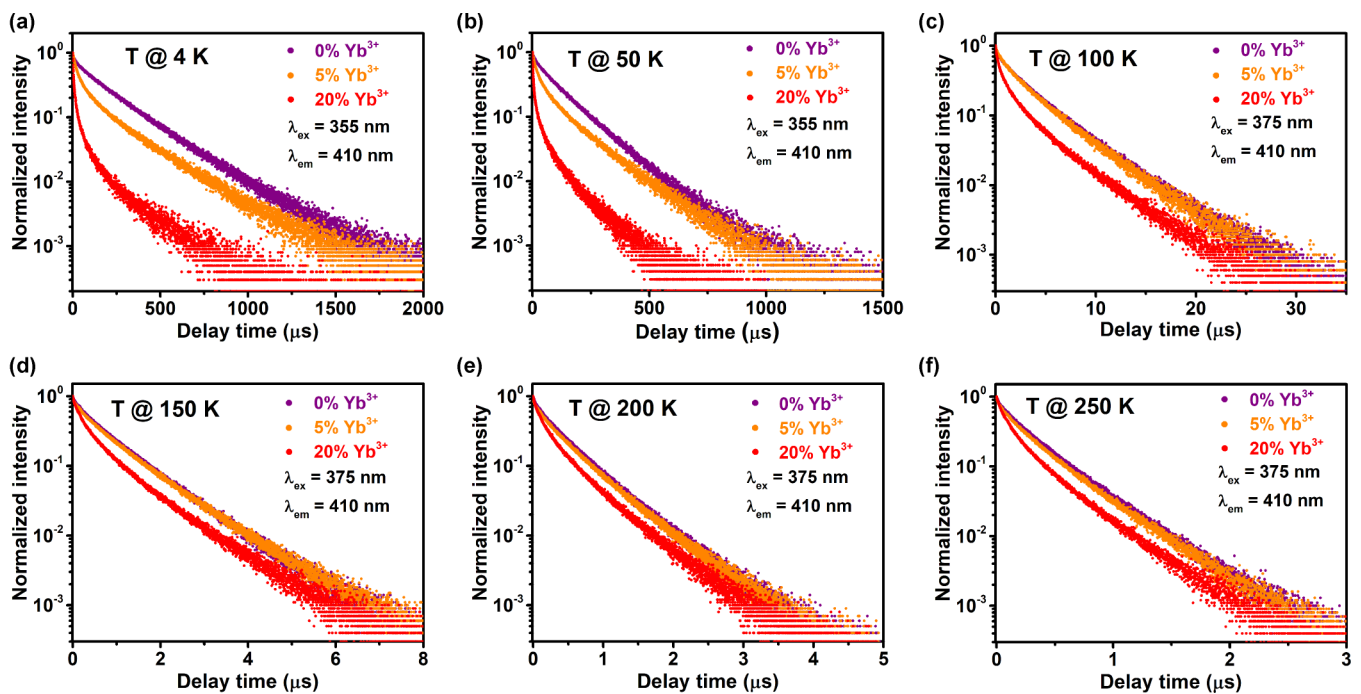 (a)
T @ 4 K
0% Yb³⁺
5% Yb³⁺
20% Yb³⁺
λex = 355 nm
λem = 410 nm
Normalized intensity
10⁰
10⁻¹
10⁻²
10⁻³
0 500 1000 1500 2000
Delay time (μs)
(b)
T @ 50 K
0% Yb³⁺
5% Yb³⁺
20% Yb³⁺
λex = 355 nm
λem = 410 nm
Normalized intensity
10⁰
10⁻¹
10⁻²
10⁻³
0 500 1000 1500
Delay time (μs)
(c)
T @ 100 K
0% Yb³⁺
5% Yb³⁺
20% Yb³⁺
λex = 375 nm
λem = 410 nm
Normalized intensity
10⁰
10⁻¹
10⁻²
10⁻³
0 10 20 30
Delay time (μs)
(d)
T @ 150 K
0% Yb³⁺
5% Yb³⁺
20% Yb³⁺
λex = 375 nm
λem = 410 nm
Normalized intensity
10⁰
10⁻¹
10⁻²
10⁻³
0 2 4 6 8
Delay time (μs)
(e)
T @ 200 K
0% Yb³⁺
5% Yb³⁺
20% Yb³⁺
λex = 375 nm
λem = 410 nm
Normalized intensity
10⁰
10⁻¹
10⁻²
10⁻³
0 1 2 3 4 5
Delay time (μs)
(f)
T @ 250 K
0% Yb³⁺
5% Yb³⁺
20% Yb³⁺
λex = 375 nm
λem = 410 nm
Normalized intensity
10⁰
10⁻¹
10⁻²
10⁻³
0 1 2 3
Delay time (μs)